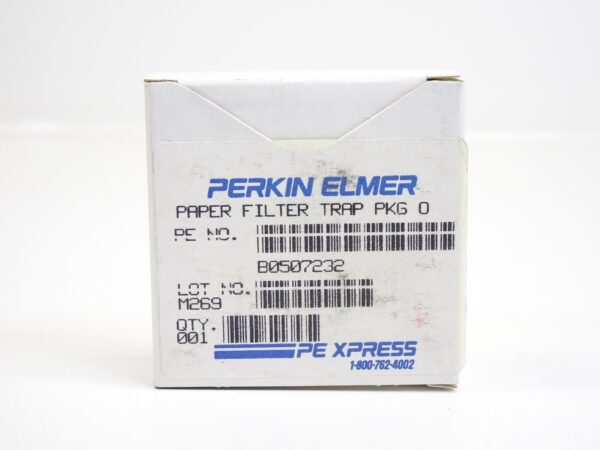 PERKIN ELMER
PAPER FILTER TRAP PKG O
PE NO.
B0507232
LOT NO.
M269
QTY.
001
PE XPRESS
1-800-762-4002